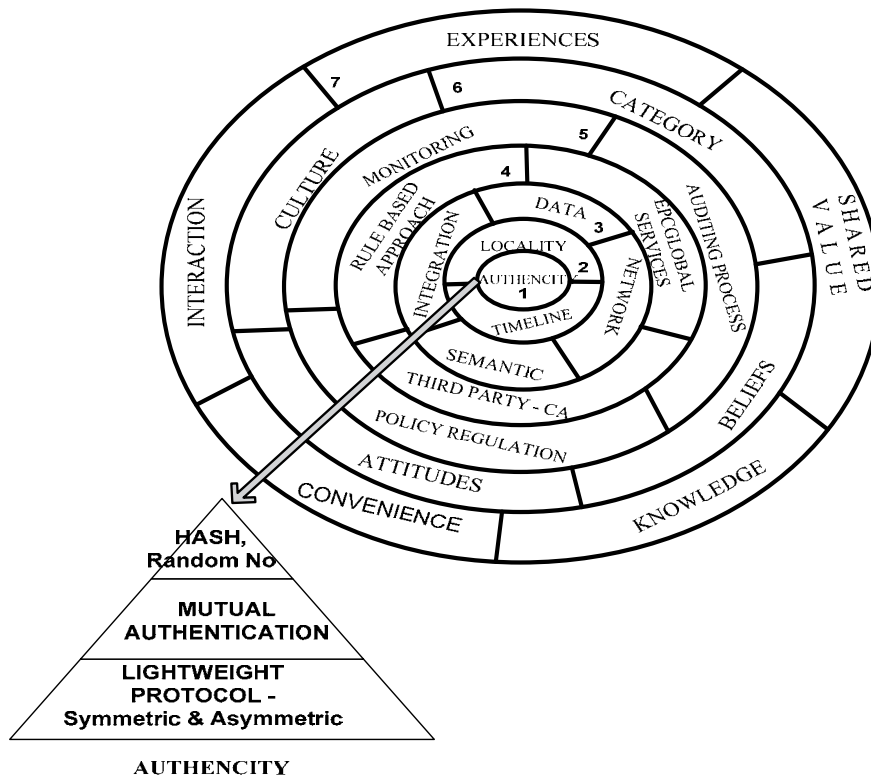 EXPERIENCES
7
6
CATEGORY
5
MONITORING
CULTURE
4
RULE BASED
APPROACH
DATA
3
EPCGLOBAL
SERVICES
AUDITING PROCESS
SHARED
VALUE
INTERACTION
INTEGRATION
LOCALITY
2
AUTHENCIT
1
NETWORK
TIMELINE
SEMANTIC
THIRD PARTY - CA
POLICY REGULATION
BELIEFS
ATTITUDES
CONVENIENCE
KNOWLEDGE
HASH,
Random No
MUTUAL
AUTHENTICATION
LIGHTWEIGHT
PROTOCOL -
Symmetric & Asymmetric
AUTHENCITY